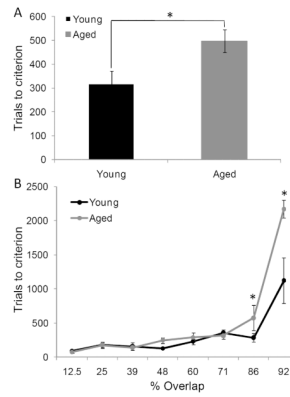 A
Trials to criterion
600
500
400
300
200
100
0
Young
Aged
*
Young
Aged
B
Trials to criterion
2500
2000
1500
1000
500
0
Young
Aged
*
*
12.5 25 39 48 60 71 86 92
% Overlap